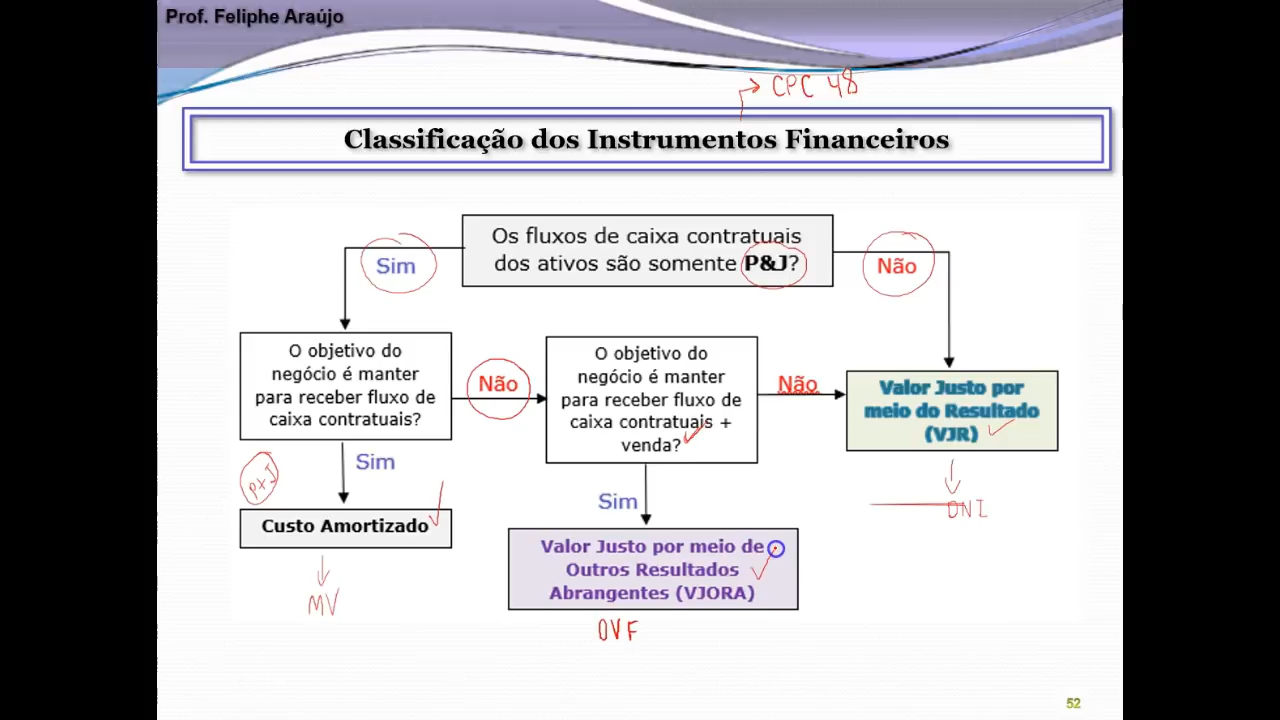 Prof. Feliphe Araújo
CPC 48
Classificação dos Instrumentos Financeiros
Os fluxos de caixa contratuais
dos ativos são somente P&J?
Sim
Não
O objetivo do
negócio é manter
para receber fluxo de
caixa contratuais?
Não
O objetivo do
negócio é manter
para receber fluxo de
caixa contratuais +
venda?
Não
Valor Justo por
meio do Resultado
(VJR)
Sim
P+J
Custo Amortizado
MV
Sim
Valor Justo por meio de
Outros Resultados
Abrangentes (VJORA)
DVF
DNI
52